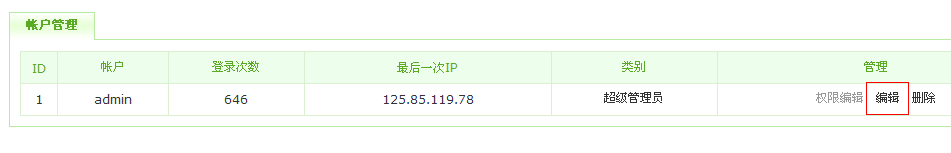 帐户管理
ID 帐户 登录次数 最后一次IP 类别 管理
1 admin 646 125.85.119.78 超级管理员 权限编辑 编辑 删除